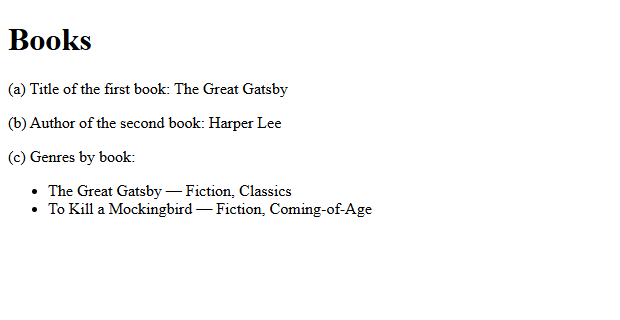 Books
(a) Title of the first book: The Great Gatsby
(b) Author of the second book: Harper Lee
(c) Genres by book:
• The Great Gatsby — Fiction, Classics
• To Kill a Mockingbird — Fiction, Coming-of-Age